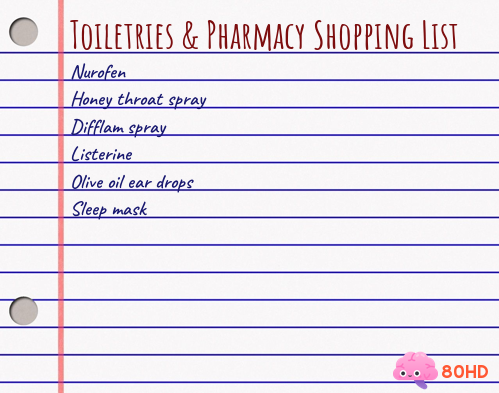 Toiletries & Pharmacy Shopping List
Nurofen
Honey throat spray
Difflam spray
Listerine
Olive oil ear drops
Sleep mask
80HD